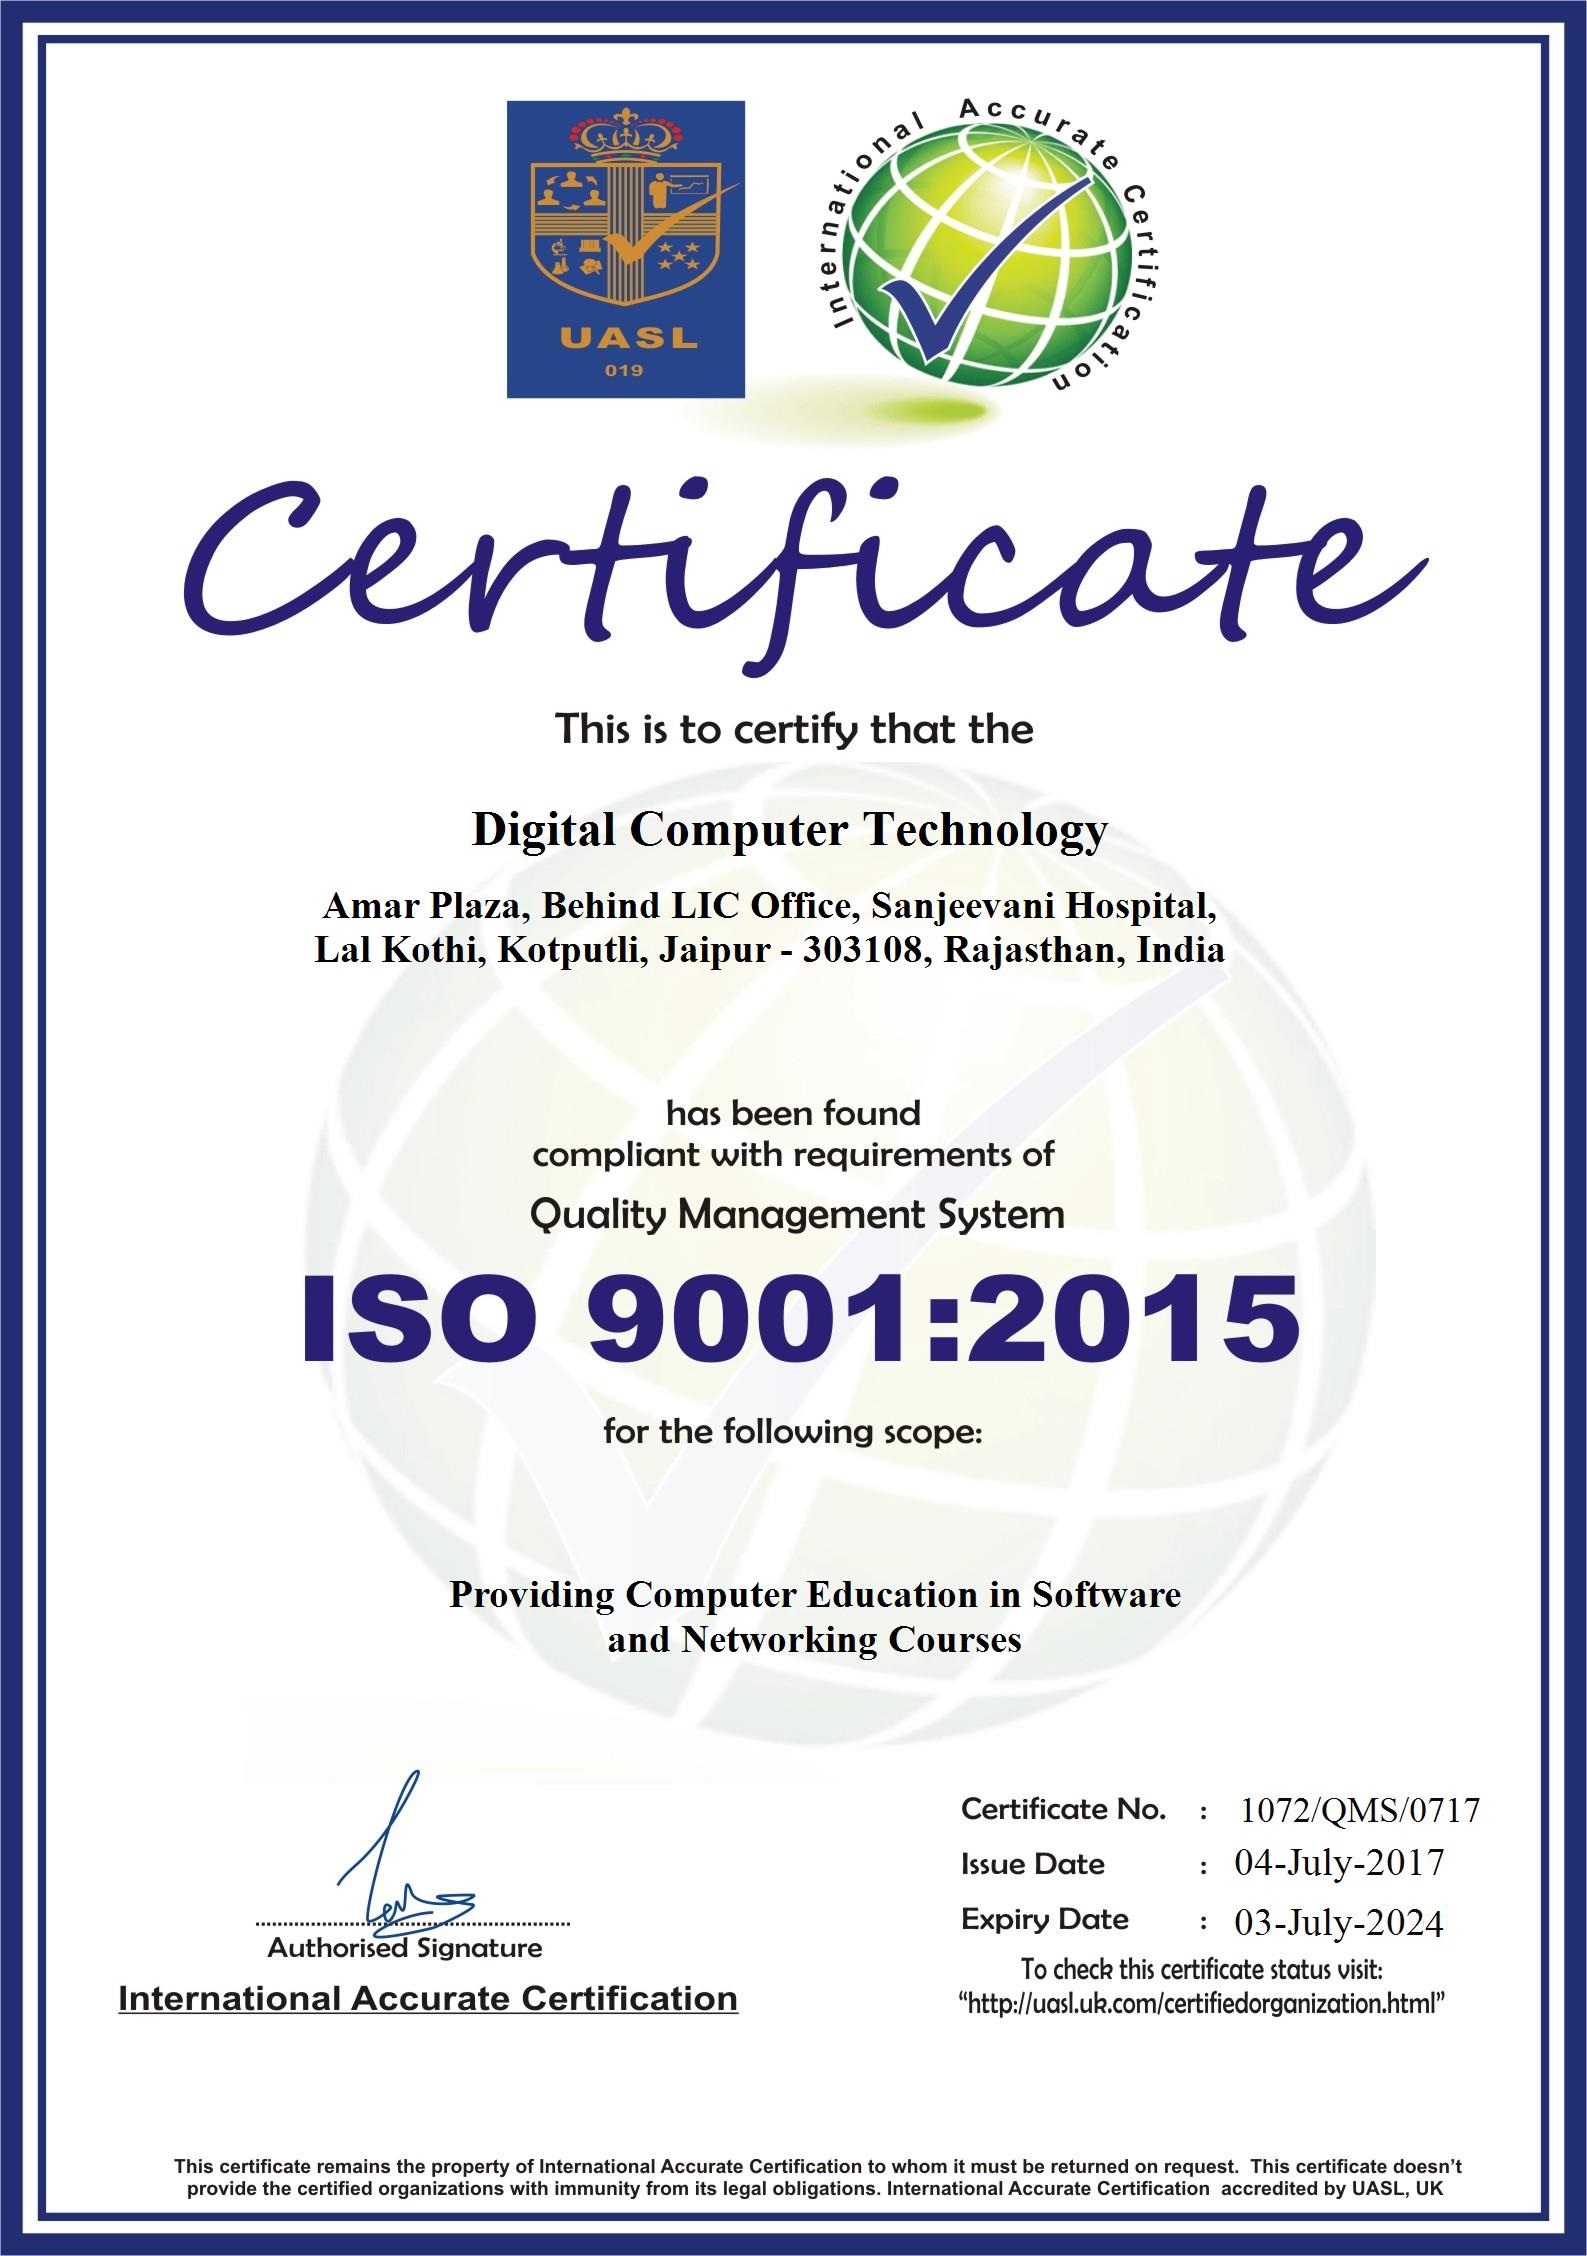 UASL
019
International Accurate Certification
Certificate
This is to certify that the
Digital Computer Technology
Amar Plaza, Behind LIC Office, Sanjeevani Hospital,
Lal Kothi, Kotputli, Jaipur - 303108, Rajasthan, India
has been found
compliant with requirements of
Quality Management System
ISO 9001:2015
for the following scope:
Providing Computer Education in Software
and Networking Courses
Certificate No. : 1072/QMS/0717
Issue Date : 04-July-2017
Expiry Date : 03-July-2024
To check this certificate status visit:
“http://uasl.uk.com/certifiedorganization.html”
Authorised Signature
International Accurate Certification
This certificate remains the property of International Accurate Certification to whom it must be returned on request. This certificate doesn’t
provide the certified organizations with immunity from its legal obligations. International Accurate Certification accredited by UASL, UK